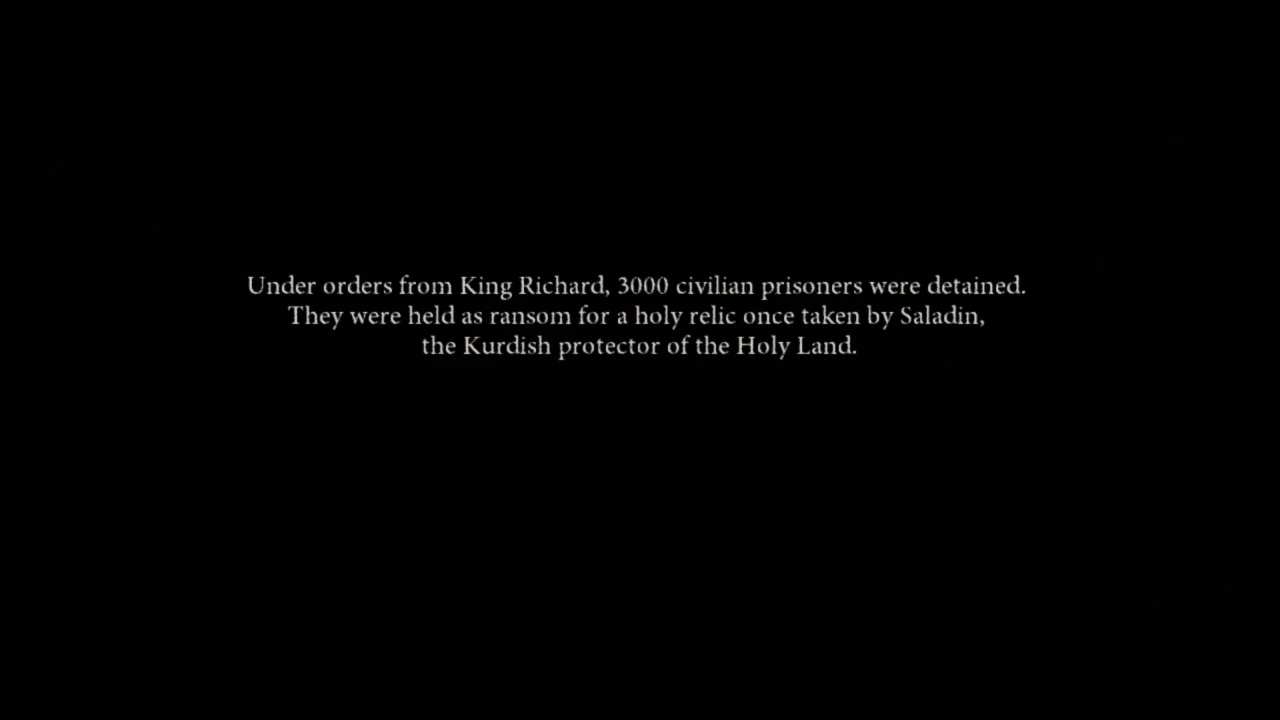 Under orders from King Richard, 3000 civilian prisoners were detained.
They were held as ransom for a holy relic once taken by Saladin,
the Kurdish protector of the Holy Land.